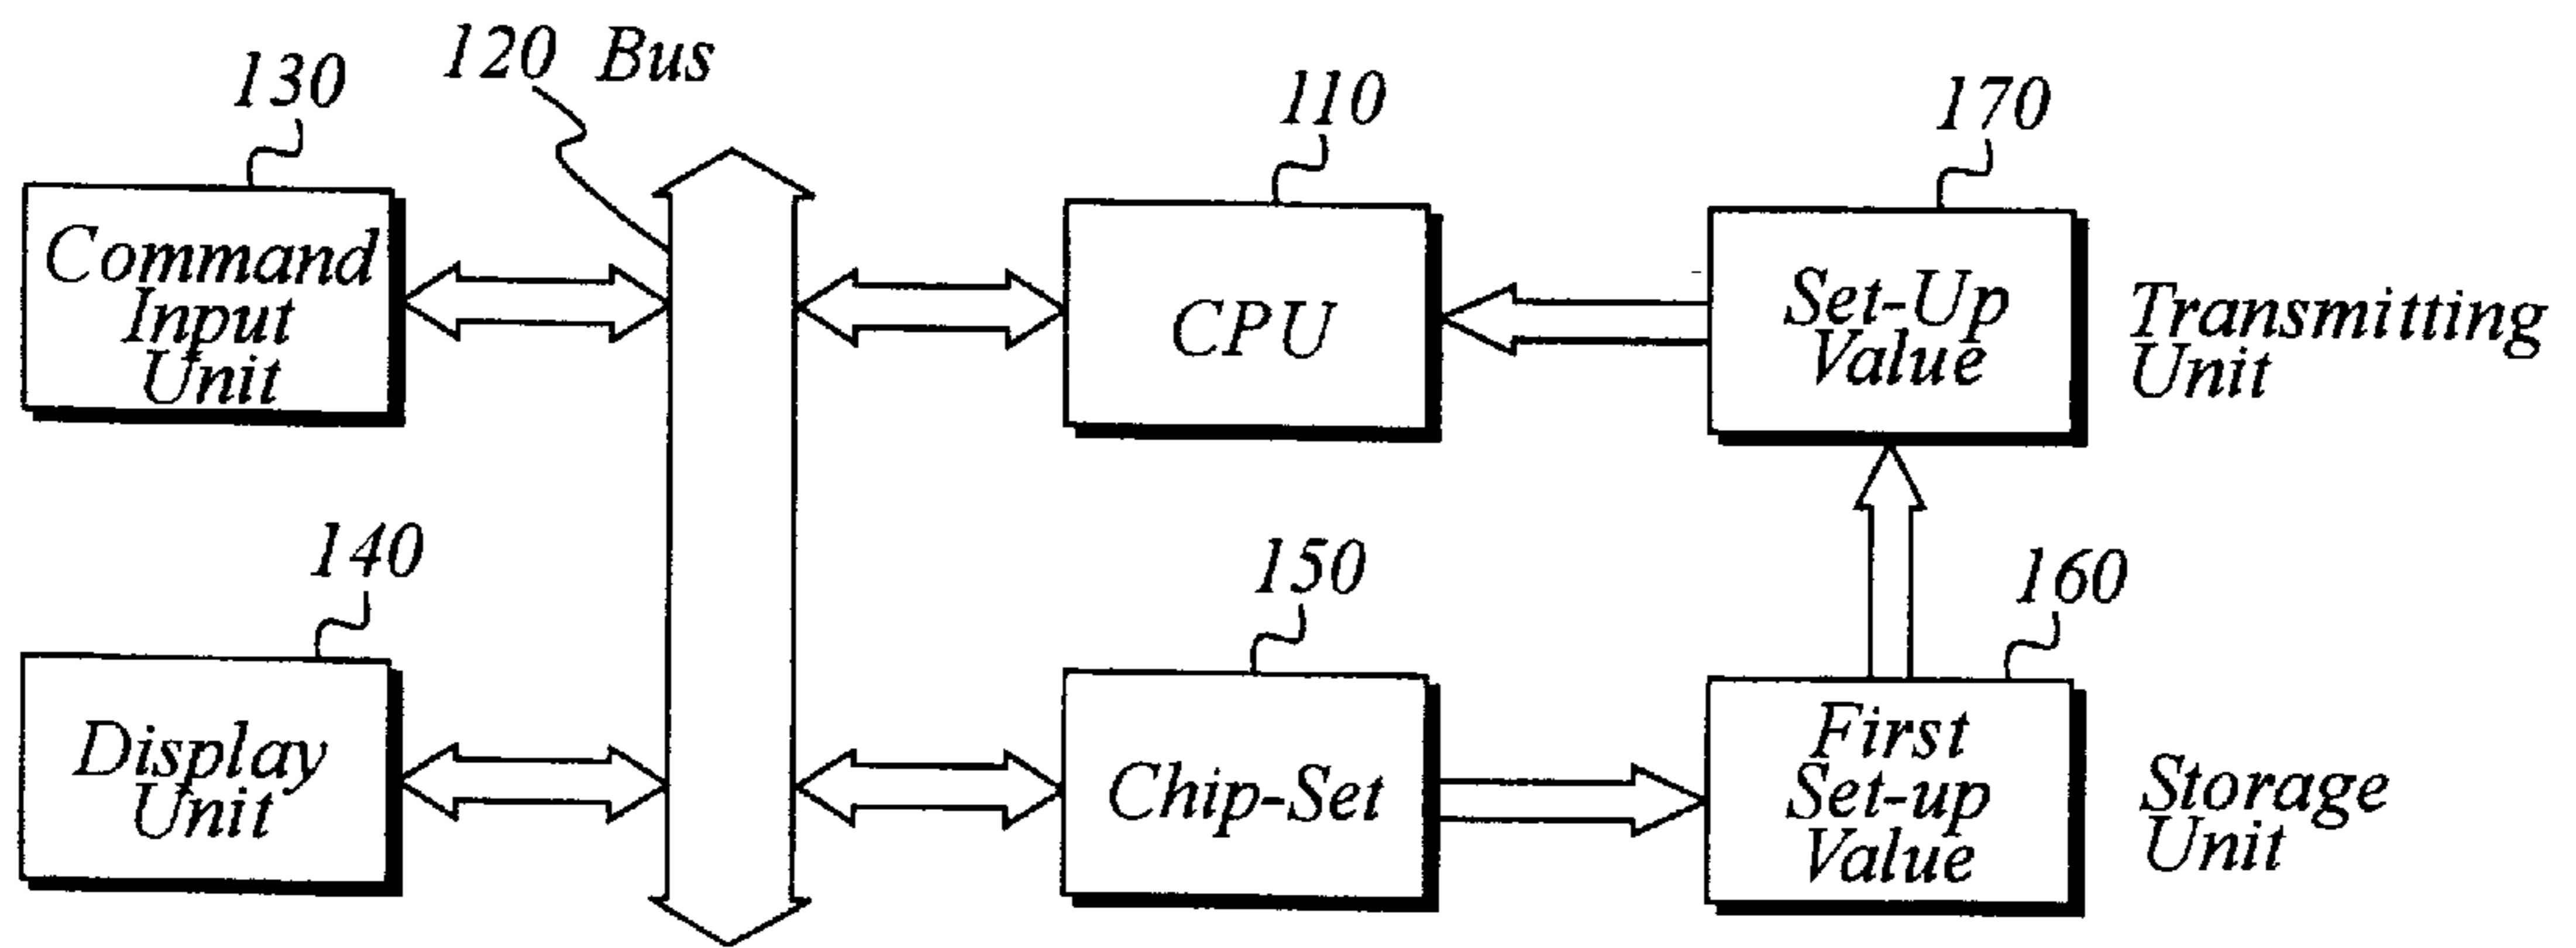 120 Bus
130
110
170
Command
Input
Unit
CPU
Set-Up
Value
Transmitting
Unit
140
150
160
Display
Unit
Chip-Set
First
Set-up
Value
Storage
Unit